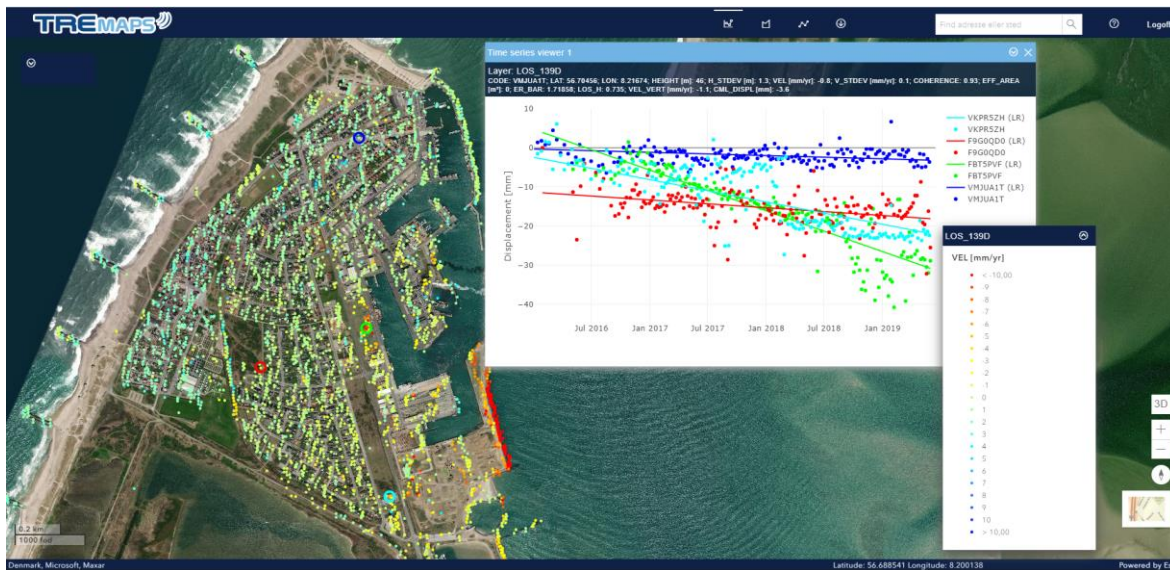 TREMAPS
Find adresse eller sted
Logoff
Time series viewer 1
Layer: LOS_139D
CODE: VMJUA1T; LAT: 56.70456; LON: 8.21674; HEIGHT [m]: 46; H_STDEV [m]: 1.3; VEL [mm/yr]: -0.8; V_STDEV [mm/yr]: 0.1; COHERENCE: 0.93; EFF_AREA
[m²]: 0; ER_BAR: 1.71858; LOS_H: 0.735; VEL_VERT [mm/yr]: -1.1; CML_DISPL [mm]: -3.6
10
0
−10
−20
−30
−40
Displacement [mm]
Jul 2016
Jan 2017
Jul 2017
Jan 2018
Jul 2018
Jan 2019
VKPR5ZH (LR)
VKPR5ZH
F9G0QD0 (LR)
F9G0QD0
FBT5PVF (LR)
FBT5PVF
VMJUA1T (LR)
VMJUA1T
LOS_139D
VEL [mm/yr]
< -10,00
-9
-8
-7
-6
-5
-4
-3
-2
-1
0
1
2
3
4
5
6
7
8
9
10
> 10,00
3D
0.2 km
1000 fod
Denmark, Microsoft, Maxar
Latitude: 56.688541 Longitude: 8.200138
Powered by Es